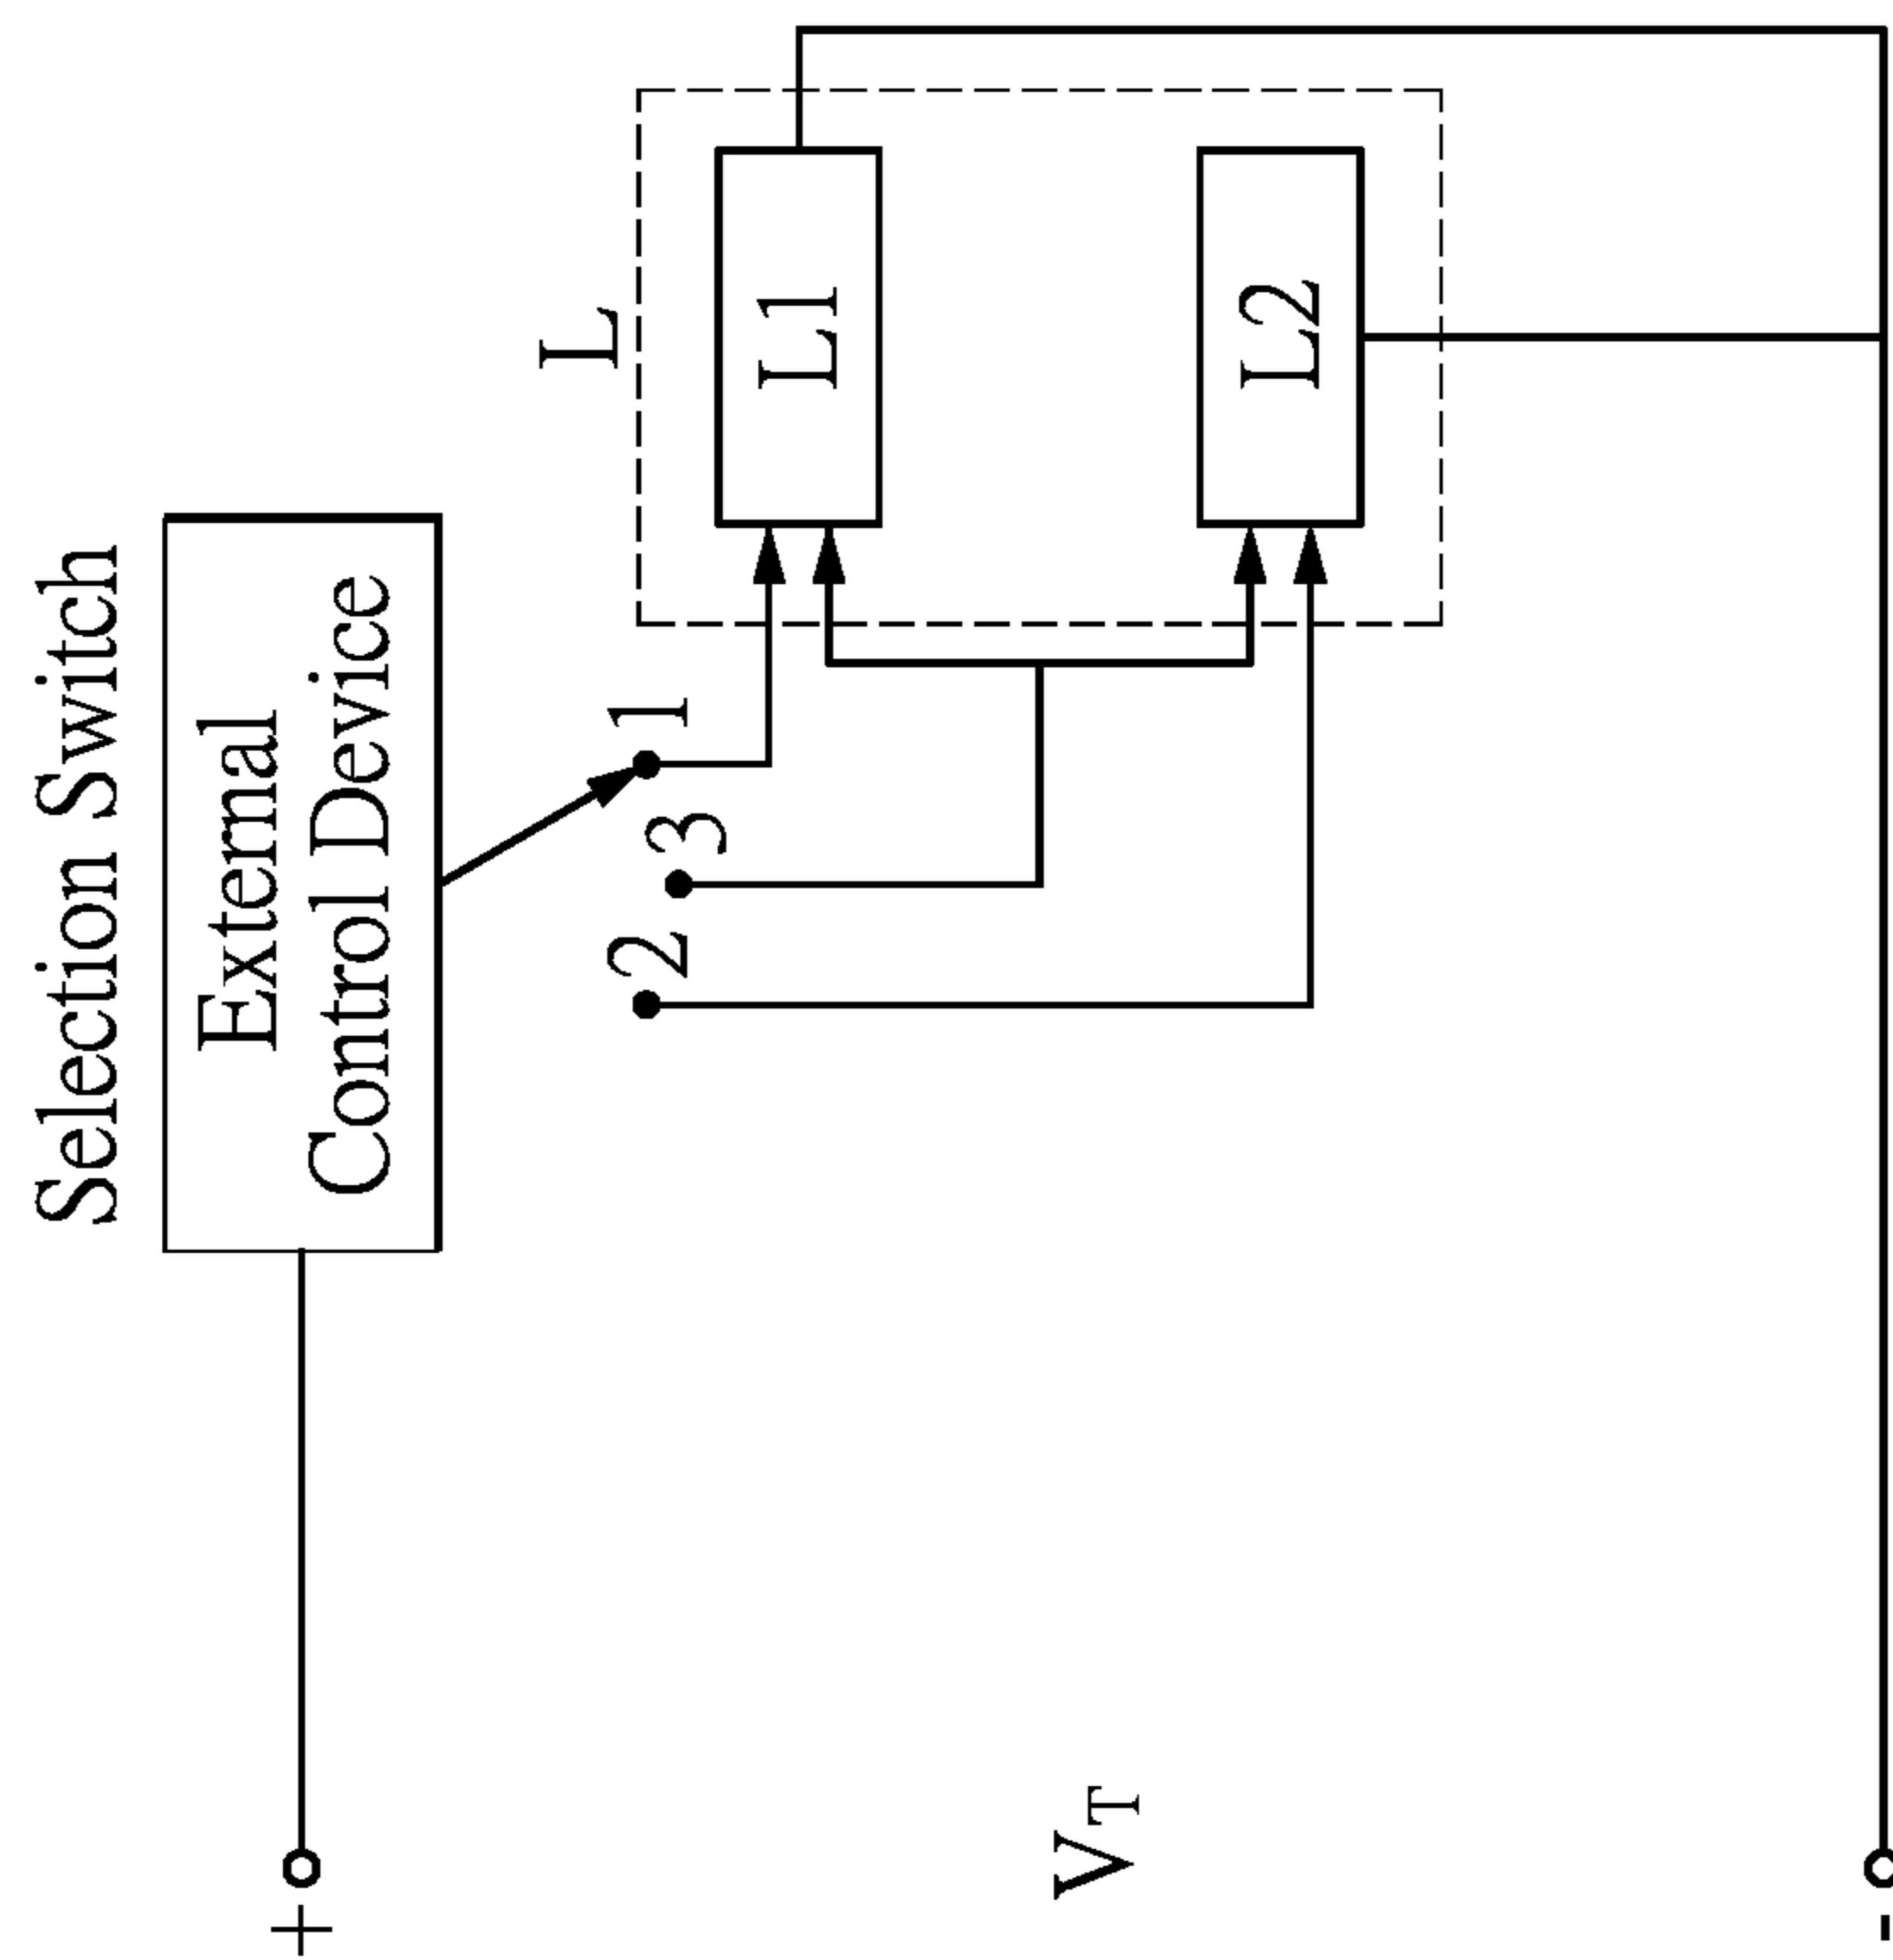 Selection Switch
External
Control Device
L
1
3
2
L1
L2
+
V_T
-